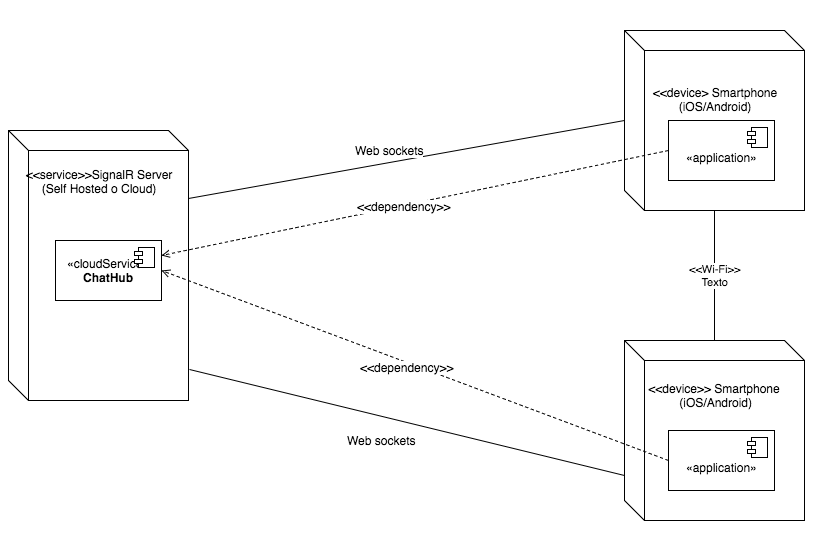 <<device> Smartphone
(iOS/Android)
«application»
Web sockets
<<service>>SignalR Server
(Self Hosted o Cloud)
<<dependency>>
«cloudServic
ChatHub
<<Wi-Fi>>
Texto
<<dependency>>
<<device>> Smartphone
(iOS/Android)
Web sockets
«application»